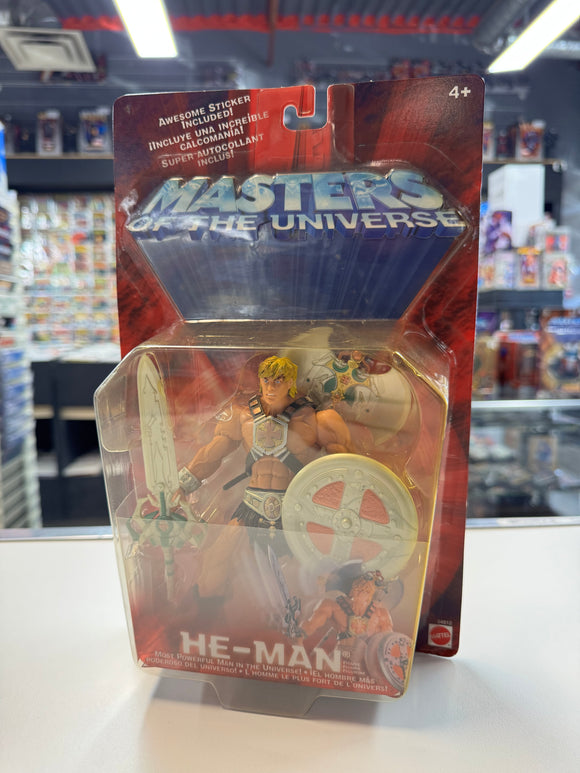 AWESOME STICKER
INCLUDED!
¡INCLUYE UNA INCREÍBLE
CALCOMANÍA!
SUPER AUTOCOLLANT
INCLUS!
4+
MASTERS
OF THE UNIVERSE
HE-MAN®
MOST POWERFUL MAN IN THE UNIVERSE! • ¡EL HOMBRE MÁS
PODEROSO DEL UNIVERSO! • L'HOMME LE PLUS FORT DE L'UNIVERS!
MATTEL